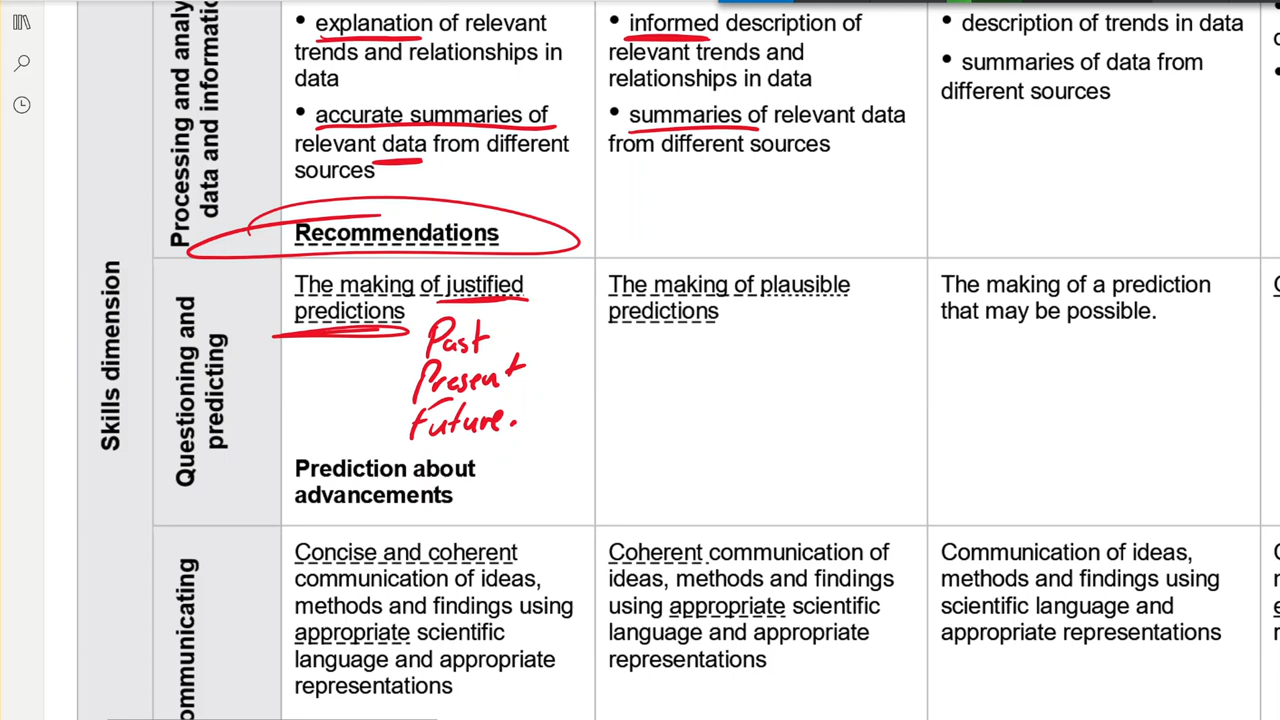 Skills dimension
Processing and analy
data and informatio
• explanation of relevant
trends and relationships in
data
• accurate summaries of
relevant data from different
sources
Recommendations
• informed description of
relevant trends and
relationships in data
• summaries of relevant data
from different sources
• description of trends in data
• summaries of data from
different sources
Questioning and
predicting
The making of justified
predictions
Past
Present
Future.
Prediction about
advancements
The making of plausible
predictions
The making of a prediction
that may be possible.
ommunicating
Concise and coherent
communication of ideas,
methods and findings using
appropriate scientific
language and appropriate
representations
Coherent communication of
ideas, methods and findings
using appropriate scientific
language and appropriate
representations
Communication of ideas,
methods and findings using
scientific language and
appropriate representations